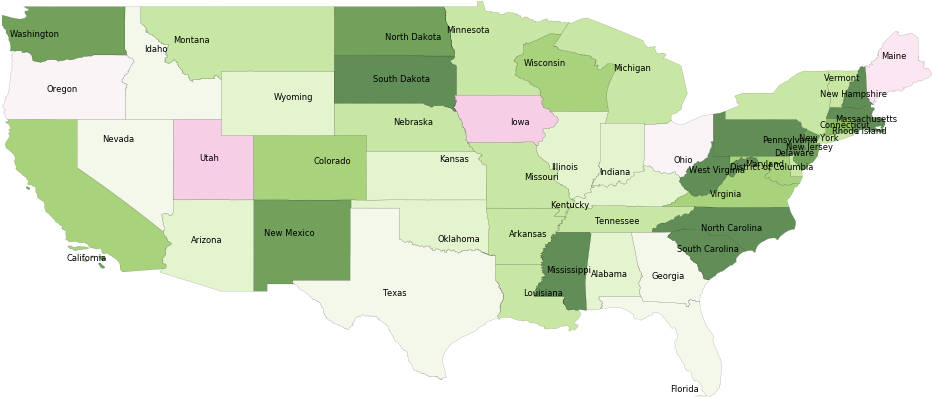 Washington
Idaho
Montana
North Dakota
Minnesota
Wisconsin
Michigan
Maine
Oregon
Wyoming
South Dakota
Vermont
New Hampshire
Nebraska
Iowa
Massachusetts
Connecticut
Rhode Island
Nevada
Utah
Colorado
Kansas
Illinois
Indiana
Ohio
Pennsylvania
New York
New Jersey
Delaware
Maryland
District of Columbia
West Virginia
Missouri
Virginia
Kentucky
California
Arizona
New Mexico
Oklahoma
Arkansas
Tennessee
North Carolina
South Carolina
Texas
Louisiana
Mississippi
Alabama
Georgia
Florida